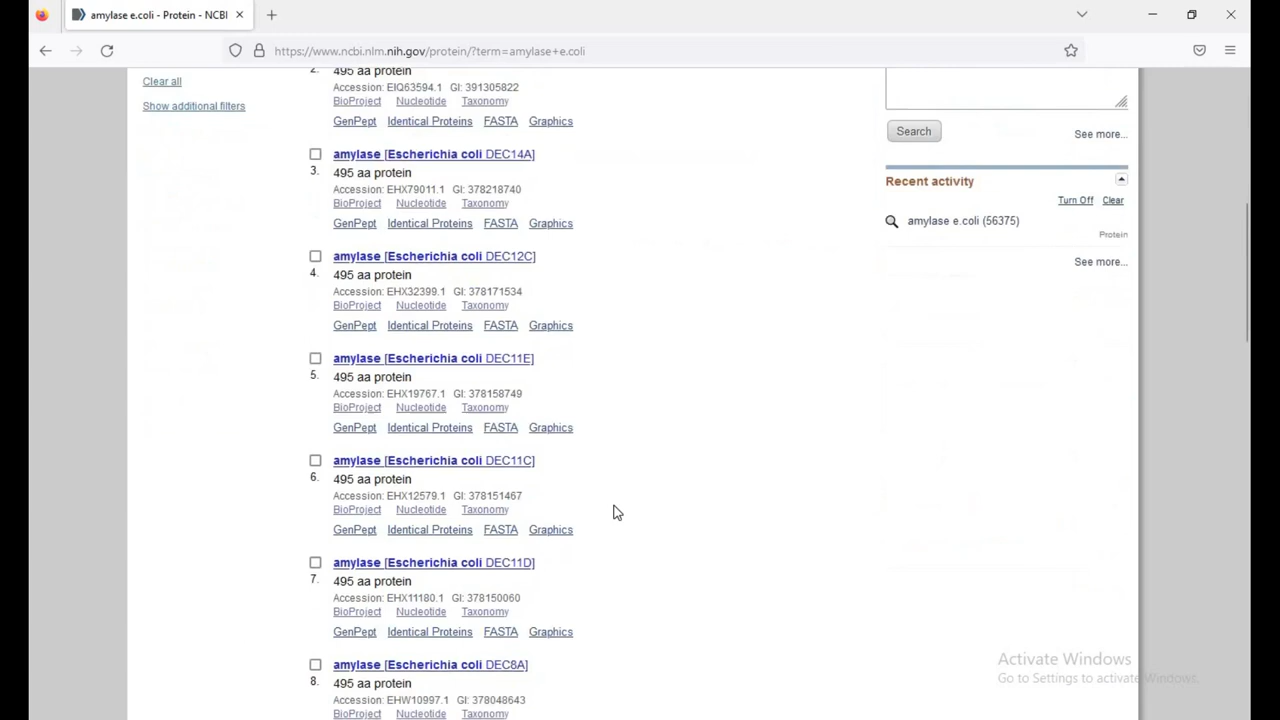 amylase e.coli - Protein - NCBI
https://www.ncbi.nlm.nih.gov/protein/?term=amylase+e.coli
Clear all
Show additional filters
2.
495 aa protein
Accession: EIQ63594.1 GI: 391305822
BioProject Nucleotide Taxonomy
GenPept Identical Proteins FASTA Graphics
amylase [Escherichia coli DEC14A]
3.
495 aa protein
Accession: EHX79011.1 GI: 378218740
BioProject Nucleotide Taxonomy
GenPept Identical Proteins FASTA Graphics
amylase [Escherichia coli DEC12C]
4.
495 aa protein
Accession: EHX32399.1 GI: 378171534
BioProject Nucleotide Taxonomy
GenPept Identical Proteins FASTA Graphics
amylase [Escherichia coli DEC11E]
5.
495 aa protein
Accession: EHX19767.1 GI: 378158749
BioProject Nucleotide Taxonomy
GenPept Identical Proteins FASTA Graphics
amylase [Escherichia coli DEC11C]
6.
495 aa protein
Accession: EHX12579.1 GI: 378151467
BioProject Nucleotide Taxonomy
GenPept Identical Proteins FASTA Graphics
amylase [Escherichia coli DEC11D]
7.
495 aa protein
Accession: EHX11180.1 GI: 378150060
BioProject Nucleotide Taxonomy
GenPept Identical Proteins FASTA Graphics
amylase [Escherichia coli DEC8A]
8.
495 aa protein
Accession: EHW10997.1 GI: 378048643
BioProject Nucleotide Taxonomy
Search
See more...
Recent activity
Turn Off Clear
amylase e.coli (56375)
Protein
See more...
Activate Windows
Go to Settings to activate Windows.